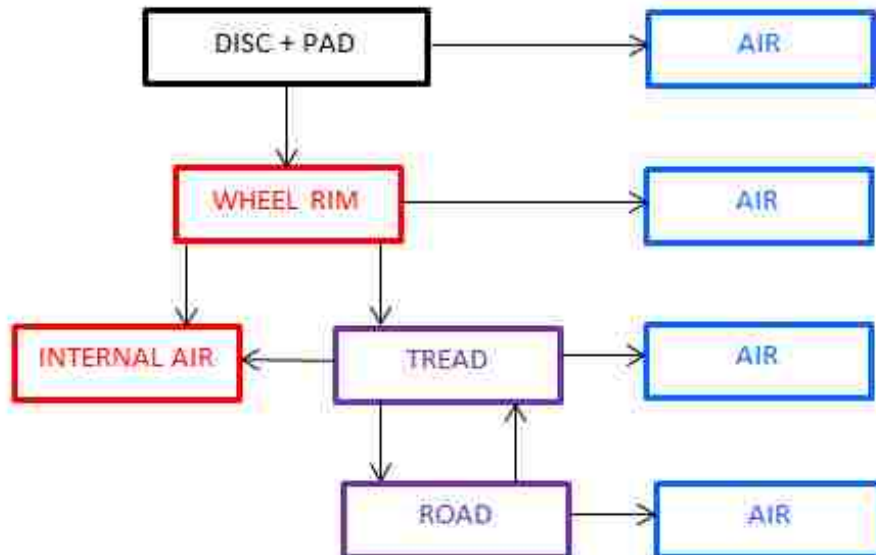 DISC + PAD
AIR
WHEEL RIM
AIR
INTERNAL AIR
TREAD
AIR
ROAD
AIR